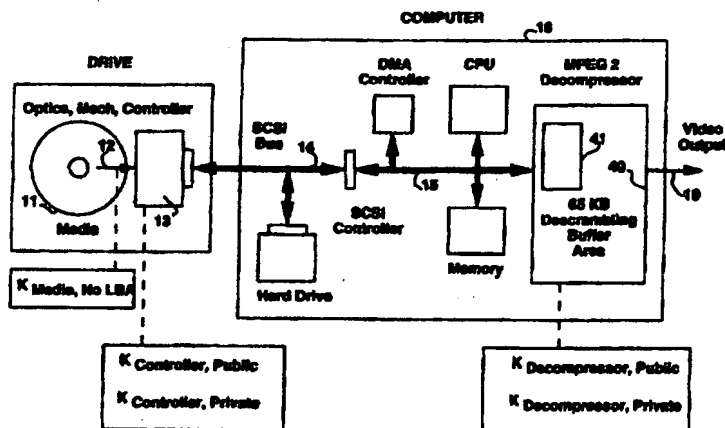 COMPUTER
16
DRIVE
DMA
Controller
CPU
MPEG 2
Decompressor
Optics, Mech, Controller
SCSI
Bus
14
12
41
Video
Output
40
11
13
15
19
Media
SCSI
Controller
65 KB
Descrambling
Buffer
Area
Memory
Hard Drive
K Media, No LBA
K Controller, Public
K Controller, Private
K Decompressor, Public
K Decompressor, Private